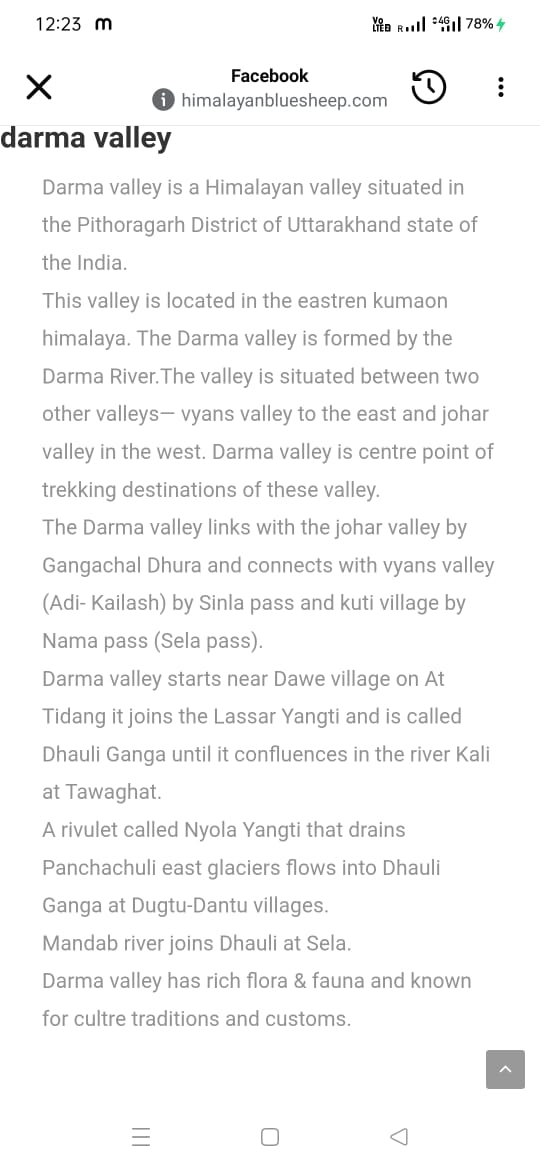 12:23 m
Vo LTE R 4G 78%
Facebook
himalayanbluesheep.com
darma valley
Darma valley is a Himalayan valley situated in
the Pithoragarh District of Uttarakhand state of
the India.
This valley is located in the eastren kumaon
himalaya. The Darma valley is formed by the
Darma River.The valley is situated between two
other valleys— vyans valley to the east and johar
valley in the west. Darma valley is centre point of
trekking destinations of these valley.
The Darma valley links with the johar valley by
Gangachal Dhura and connects with vyans valley
(Adi- Kailash) by Sinla pass and kuti village by
Nama pass (Sela pass).
Darma valley starts near Dawe village on At
Tidang it joins the Lassar Yangti and is called
Dhauli Ganga until it confluences in the river Kali
at Tawaghat.
A rivulet called Nyola Yangti that drains
Panchachuli east glaciers flows into Dhauli
Ganga at Dugtu-Dantu villages.
Mandab river joins Dhauli at Sela.
Darma valley has rich flora & fauna and known
for cultre traditions and customs.